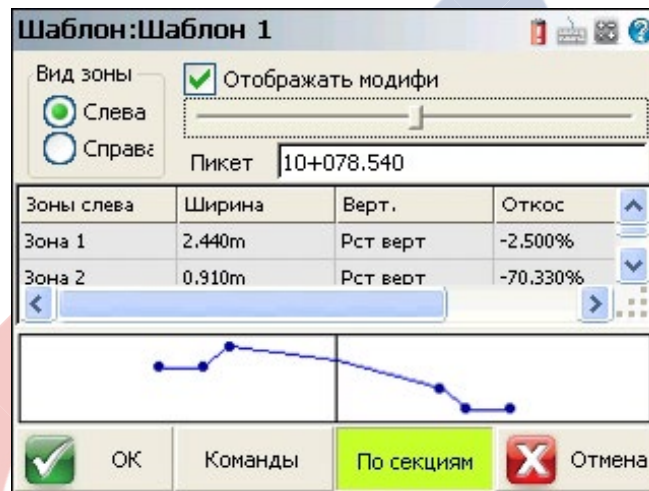 Шаблон:Шаблон 1
Вид зоны
Отображать модифи
Слева
Справа
Пикет 10+078.540
Зоны слева Ширина Верт. Откос
Зона 1 2.440m Рст верт -2.500%
Зона 2 0.910m Рст верт -70.330%
OK Команды По секциям Отмена